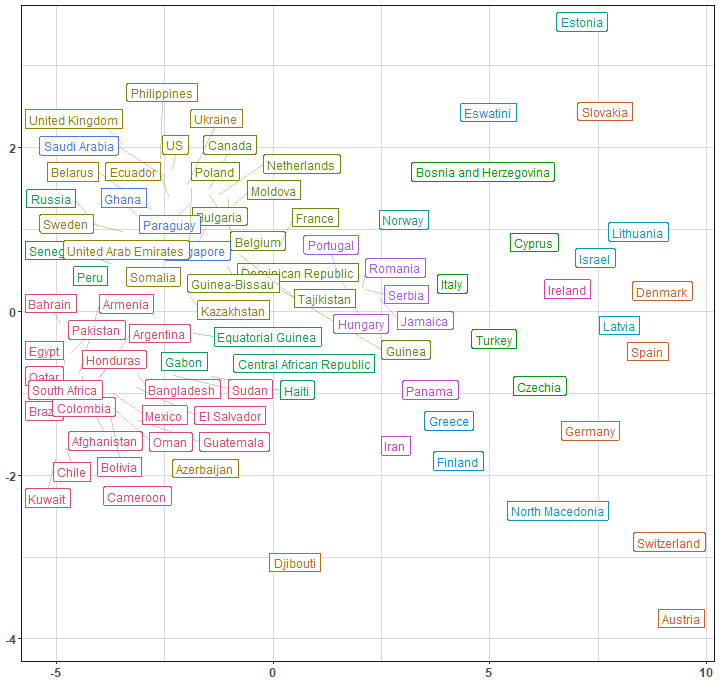 Estonia
Philippines
Eswatini
Slovakia
United Kingdom
Ukraine
2
Saudi Arabia
US
Canada
Belarus
Ecuador
Poland
Netherlands
Bosnia and Herzegovina
Russia
Ghana
Moldova
Sweden
Paraguay
Bulgaria
France
Norway
Lithuania
Belgium
Portugal
Cyprus
United Arab Emirates
Israel
Peru
Somalia
Dominican Republic
Romania
Guinea-Bissau
Italy
Ireland
Denmark
Serbia
Tajikistan
0
Bahrain
Armenia
Kazakhstan
Hungary
Jamaica
Latvia
Pakistan
Argentina
Equatorial Guinea
Turkey
Egypt
Guinea
Spain
Honduras
Gabon
Central African Republic
South Africa
Bangladesh
Sudan
Haiti
Panama
Czechia
Colombia
Mexico
El Salvador
Greece
Germany
Afghanistan
Oman
Guatemala
Iran
-2
Chile
Bolivia
Azerbaijan
Finland
Kuwait
Cameroon
North Macedonia
Switzerland
Djibouti
Austria
-4
-5
0
5
10